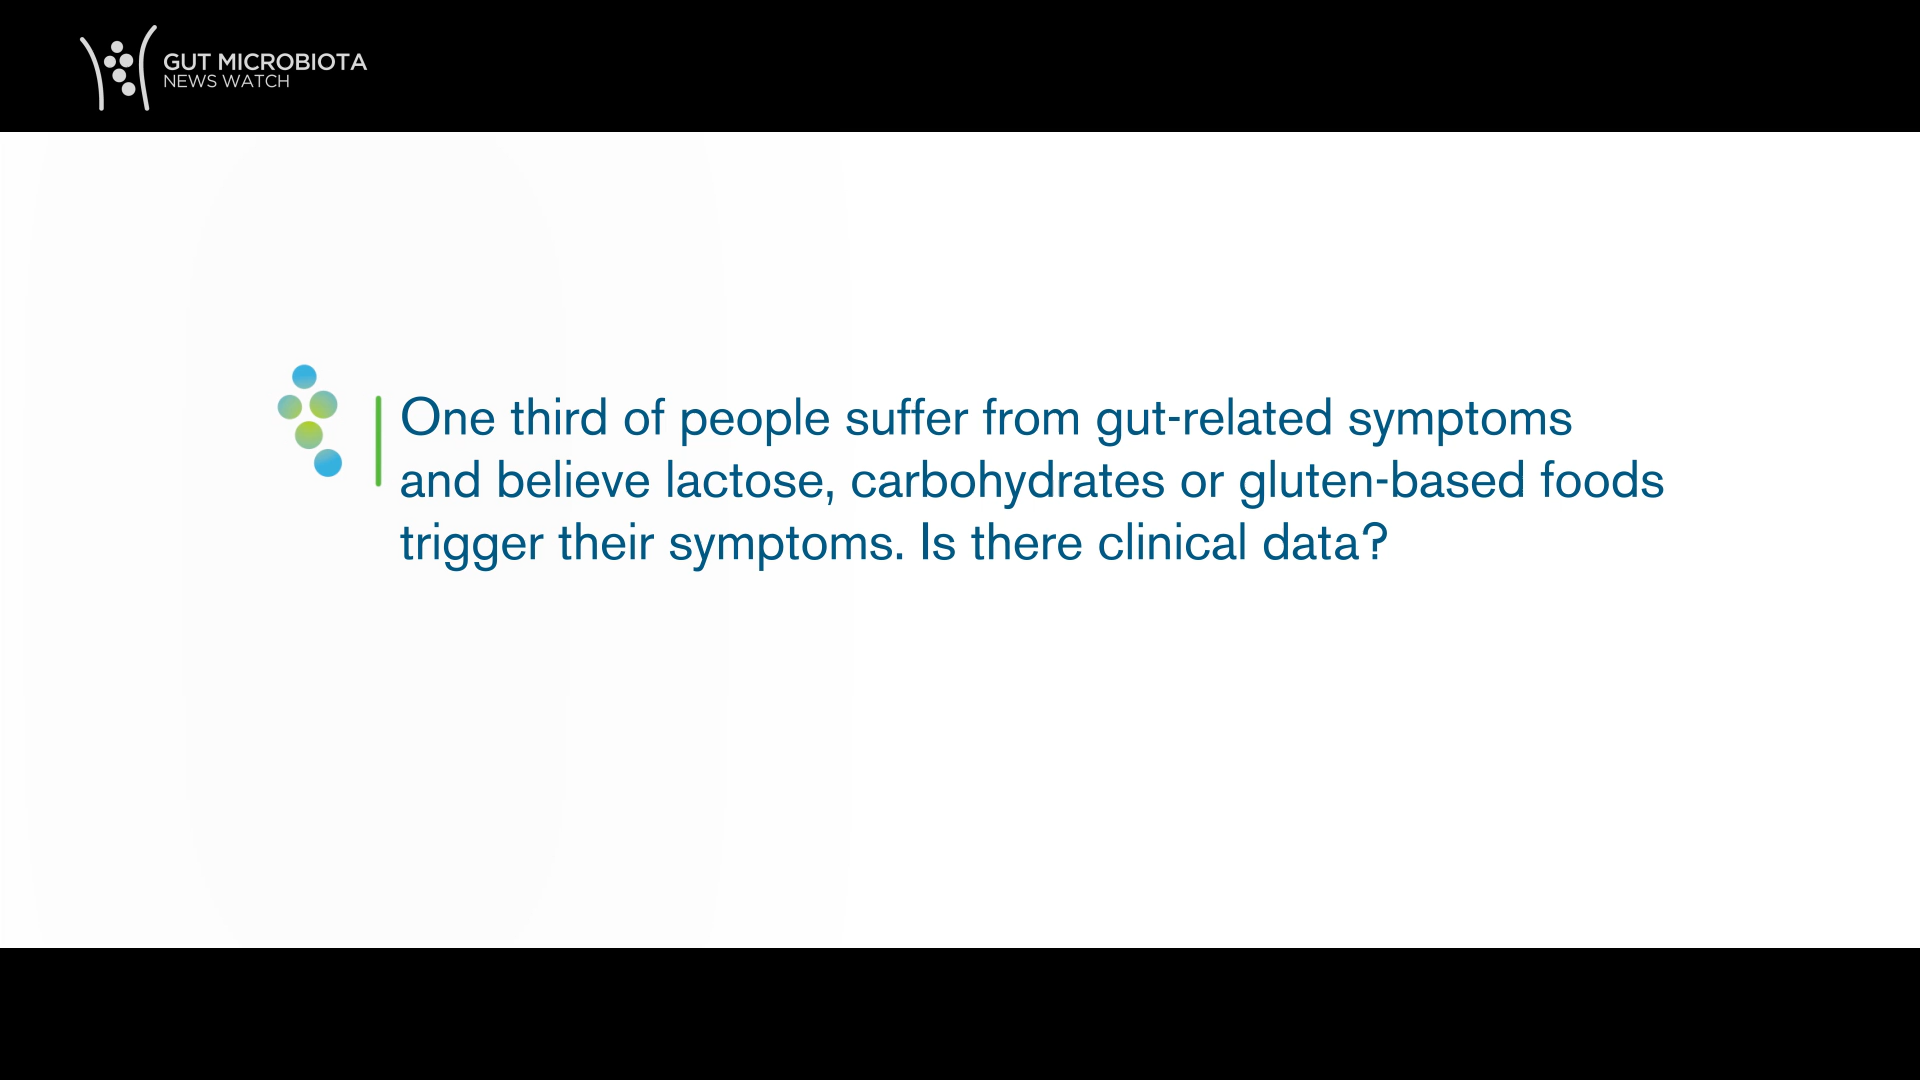 GUT MICROBIOTA
NEWS WATCH
One third of people suffer from gut-related symptoms
and believe lactose, carbohydrates or gluten-based foods
trigger their symptoms. Is there clinical data?